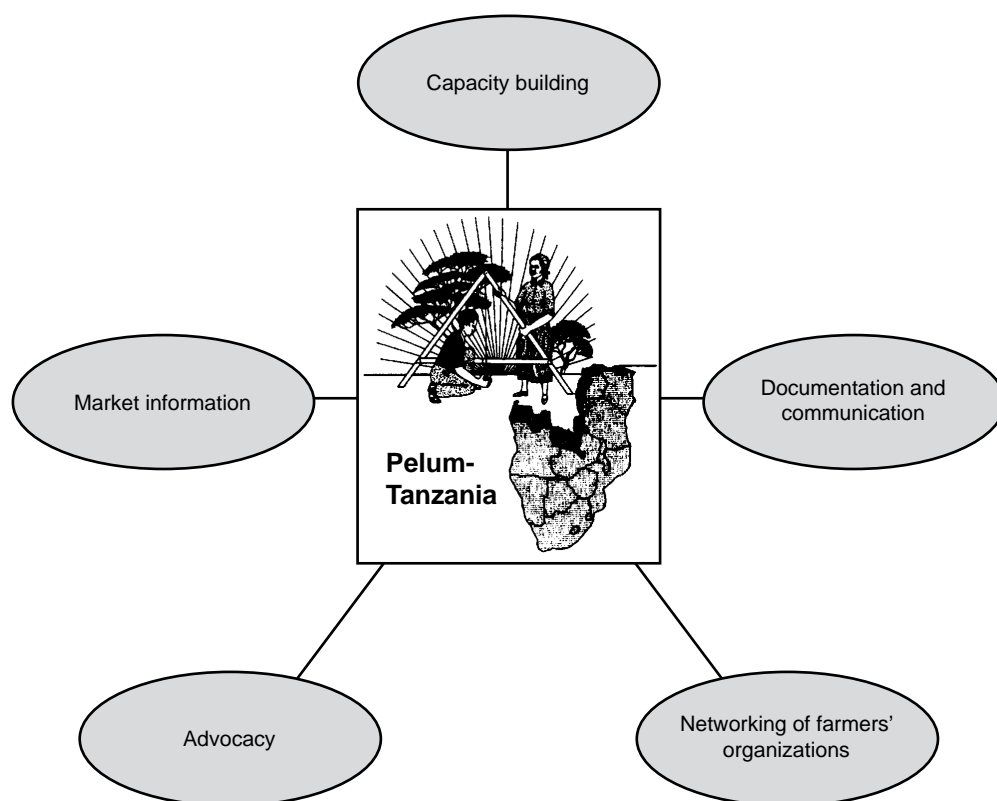 Capacity building
Market information
Documentation and
communication
Pelum-
Tanzania
Advocacy
Networking of farmers’
organizations